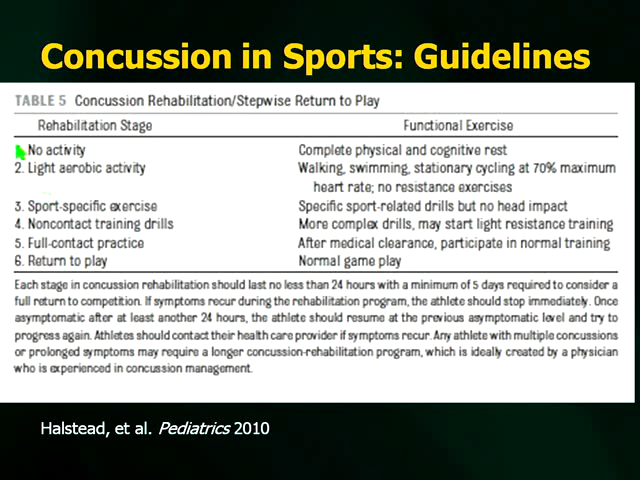 Concussion in Sports: Guidelines
TABLE 5 Concussion Rehabilitation/Stepwise Return to Play
Rehabilitation Stage Functional Exercise
No activity Complete physical and cognitive rest
2. Light aerobic activity Walking, swimming, stationary cycling at 70% maximum
heart rate; no resistance exercises
3. Sport-specific exercise Specific sport-related drills but no head impact
4. Noncontact training drills More complex drills, may start light resistance training
5. Full-contact practice After medical clearance, participate in normal training
6. Return to play Normal game play
Each stage in concussion rehabilitation should last no less than 24 hours with a minimum of 5 days required to consider a
full return to competition. If symptoms recur during the rehabilitation program, the athlete should stop immediately. Once
asymptomatic after at least another 24 hours, the athlete should resume at the previous asymptomatic level and try to
progress again. Athletes should contact their health care provider if symptoms recur. Any athlete with multiple concussions
or prolonged symptoms may require a longer concussion-rehabilitation program, which is ideally created by a physician
who is experienced in concussion management.
Halstead, et al. Pediatrics 2010